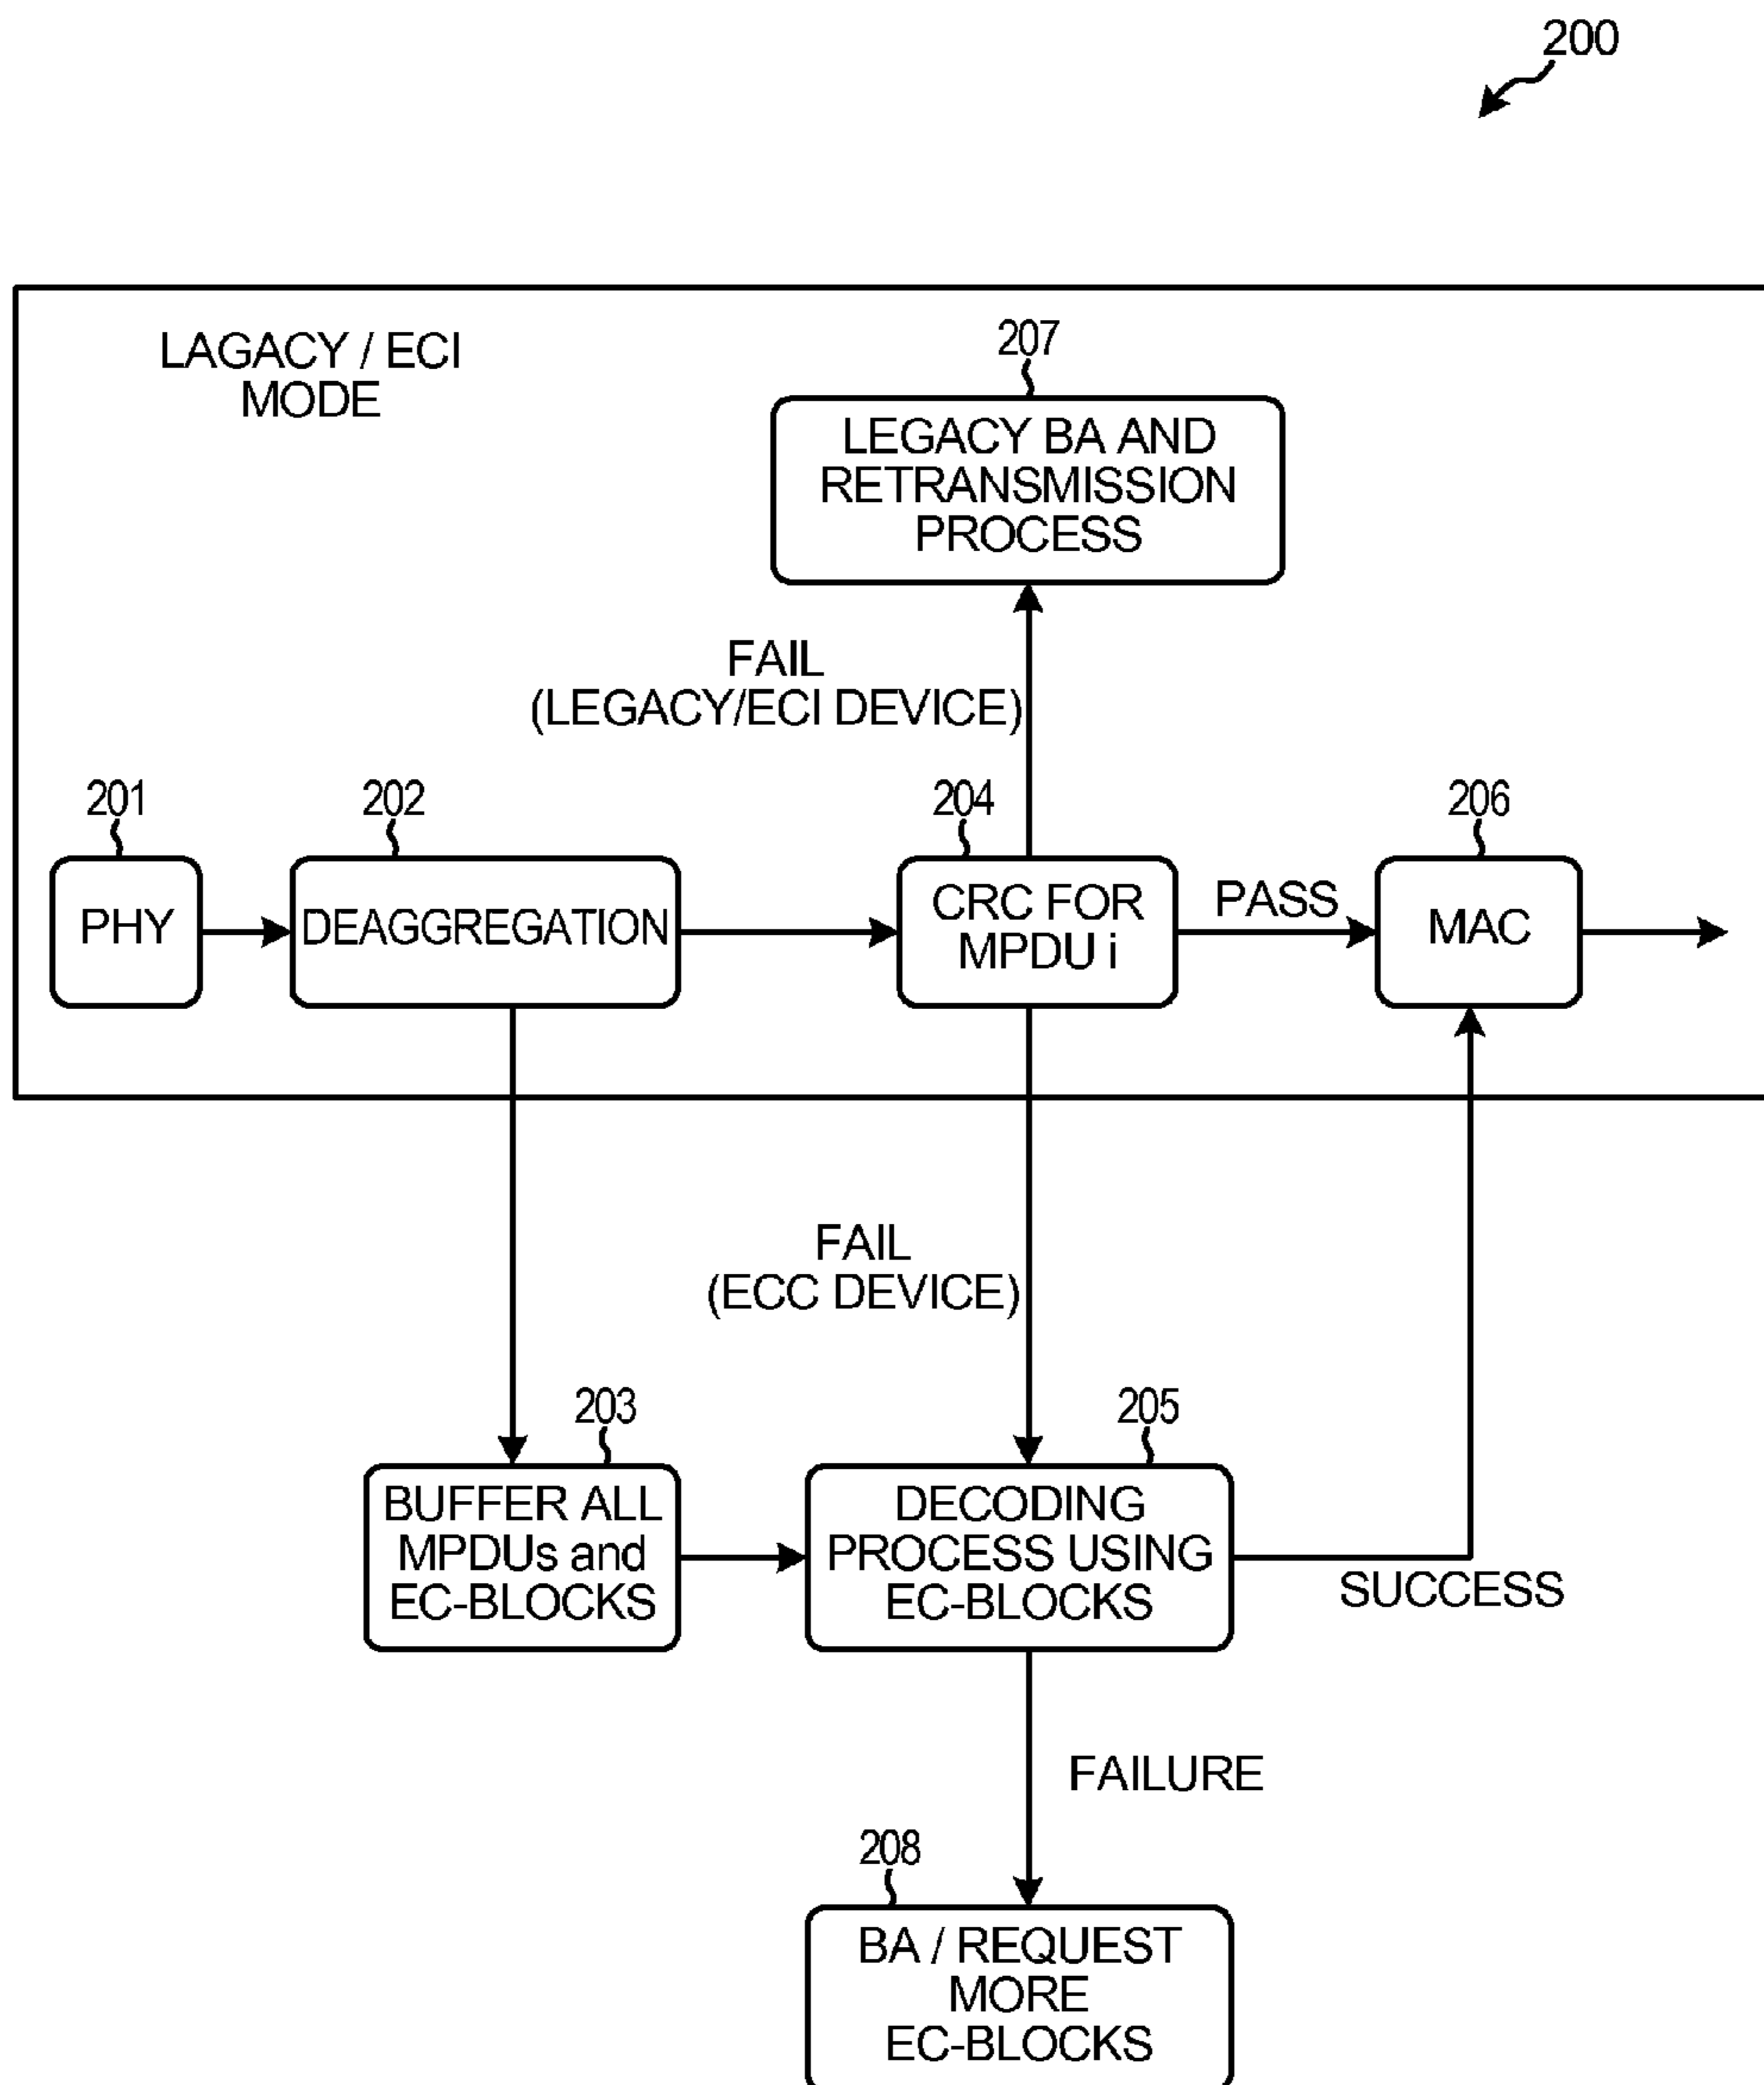 200
LAGACY / ECI
MODE
207
LEGACY BA AND
RETRANSMISSION
PROCESS
FAIL
(LEGACY/ECI DEVICE)
201
202
204
206
PHY
DEAGGREGATION
CRC FOR
MPDU i
PASS
MAC
FAIL
(ECC DEVICE)
203
205
BUFFER ALL
MPDUs and
EC-BLOCKS
DECODING
PROCESS USING
EC-BLOCKS
SUCCESS
FAILURE
208
BA / REQUEST
MORE
EC-BLOCKS